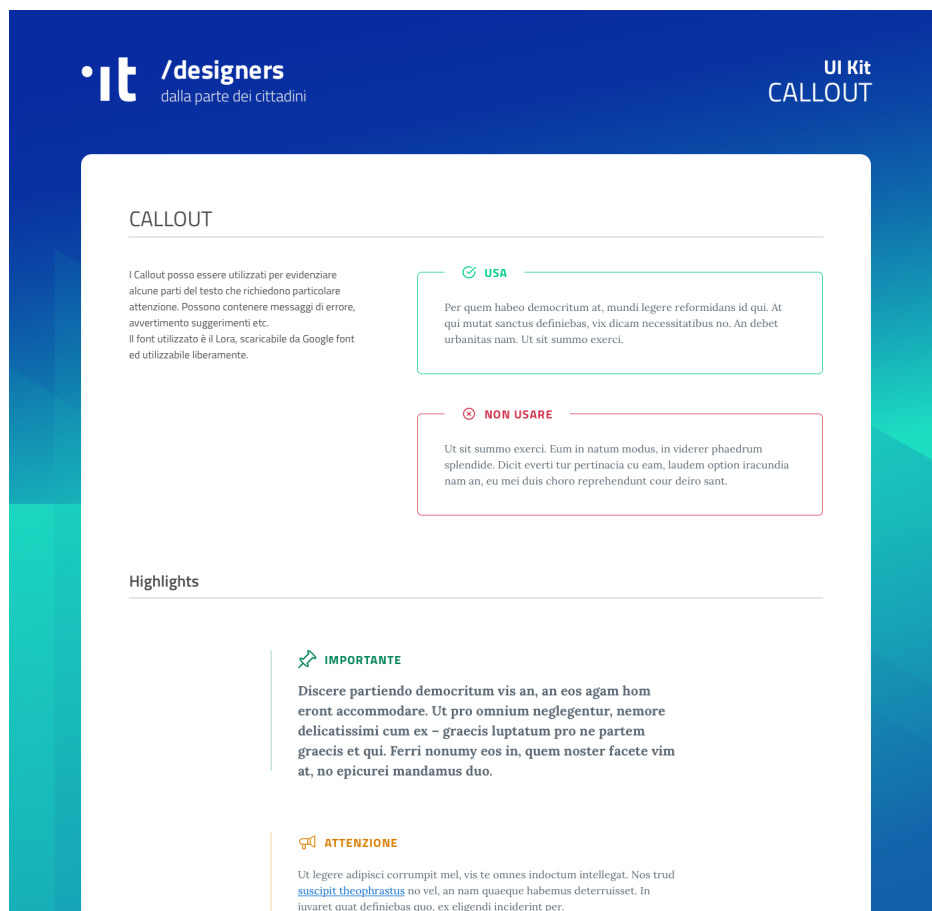 ·it
/designers
dalla parte dei cittadini
UI Kit
CALLOUT
CALLOUT
I Callout posso essere utilizzati per evidenziare
alcune parti del testo che richiedono particolare
attenzione. Possono contenere messaggi di errore,
avvertimento suggerimenti etc.
Il font utilizzato è il Lora, scaricabile da Google font
ed utilizzabile liberamente.
USA
Per quem habeo democritum at, mundi legere reformidans id qui. At
qui mutat sanctus definiebas, vix dicam necessitatibus no. An debet
urbanitas nam. Ut sit summo exerci.
NON USARE
Ut sit summo exerci. Eum in natum modus, in viderer phaedrum
splendide. Dicit everti tur pertinacia cu eam, laudem option iracundia
nam an, eu mei duis choro reprehendunt cour deiro sant.
Highlights
IMPORTANTE
Discere partiendo democritum vis an, an eos agam hom
eront accommodare. Ut pro omnium neglegentur, nemore
delicatissimi cum ex – graecis luptatum pro ne partem
graecis et qui. Ferri nonumy eos in, quem noster facete vim
at, no epicurei mandamus duo.
ATTENZIONE
Ut legere adipisci corrumpit mel, vis te omnes indoctum intellegat. Nos trud
suscipit theophrastus no vel, an nam quaeque habemus deterruisset. In
iuvaret quat definiebas quo, ex eligendi inciderint per.